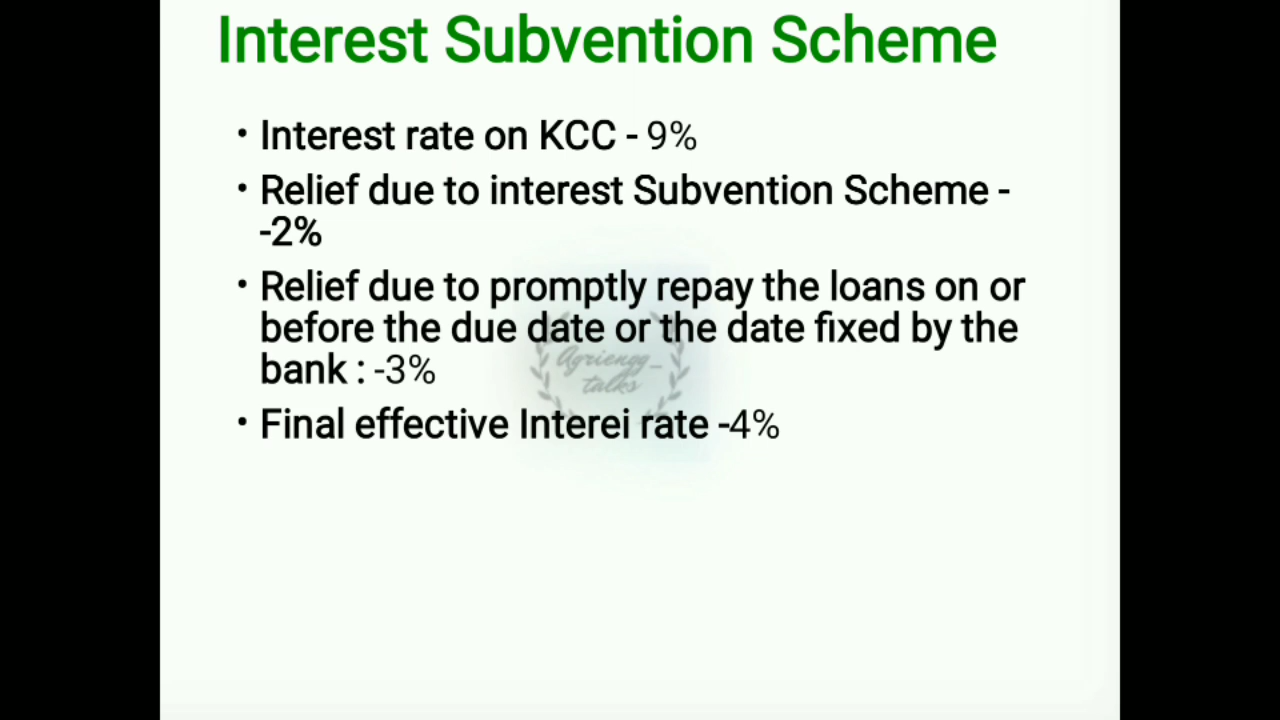 Interest Subvention Scheme
• Interest rate on KCC - 9%
• Relief due to interest Subvention Scheme -
-2%
• Relief due to promptly repay the loans on or
before the due date or the date fixed by the
bank : -3%
Agriengg_
talks
• Final effective Interei rate -4%